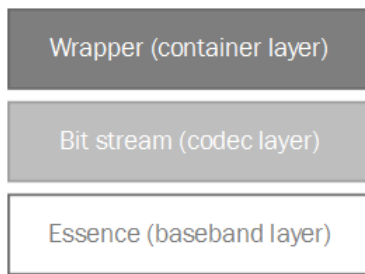 Wrapper (container layer)
Bit stream (codec layer)
Essence (baseband layer)